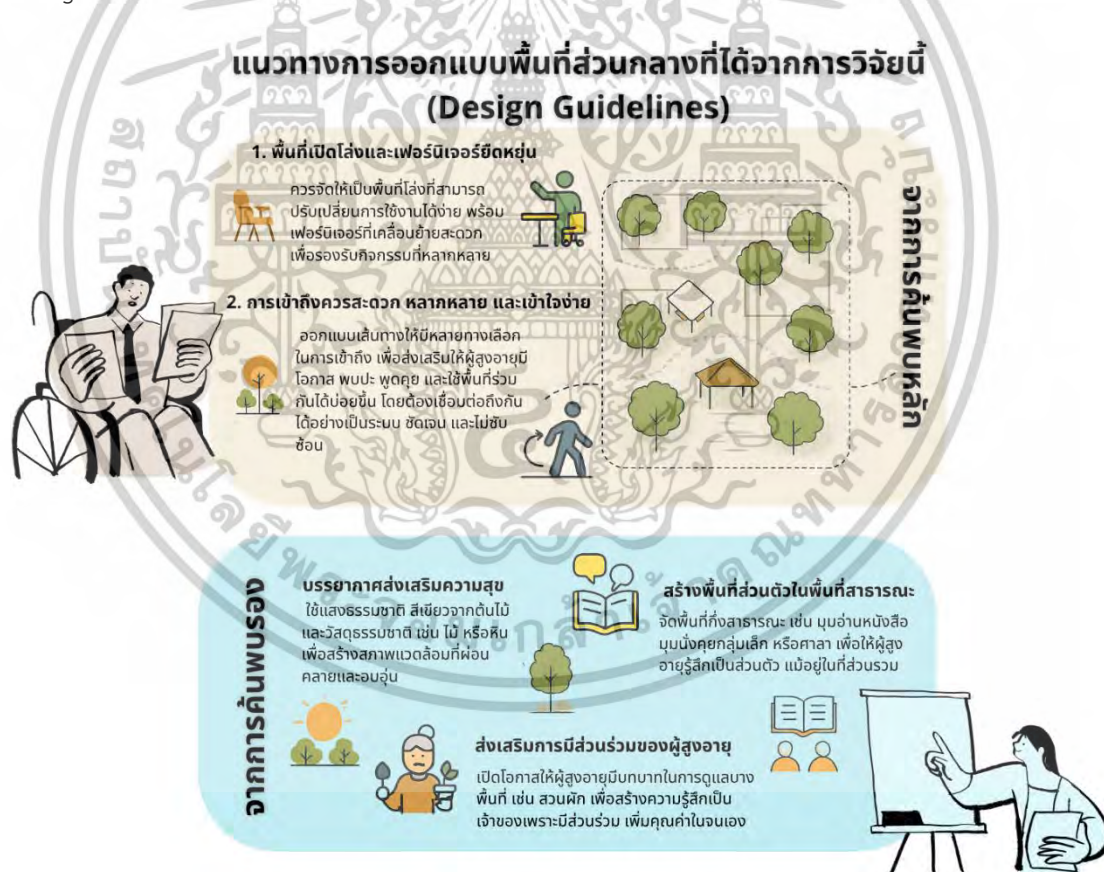 แนวทางการออกแบบพื้นที่ส่วนกลางที่ได้จากการวิจัยนี้
(Design Guidelines)
1. พื้นที่เปิดโล่งและเฟอร์นิเจอร์ยืดหยุ่น
ควรจัดให้เป็นพื้นที่โล่งที่สามารถ
ปรับเปลี่ยนการใช้งานได้ง่าย พร้อม
เฟอร์นิเจอร์ที่เคลื่อนย้ายสะดวก
เพื่อรองรับกิจกรรมที่หลากหลาย
2. การเข้าถึงควรสะดวก หลากหลาย และเข้าใจง่าย
ออกแบบเส้นทางให้มีหลายทางเลือก
ในการเข้าถึง เพื่อส่งเสริมให้ผู้สูงอายุมี
โอกาส พบปะ พูดคุย และใช้พื้นที่ร่วม
กันได้บ่อยขึ้น โดยต้องเชื่อมต่อถึงกัน
ได้อย่างเป็นระบบ ชัดเจน และไม่ซับ
ซ้อน
จากการค้นพบหลัก
จากการค้นพบรอง
บรรยากาศส่งเสริมความสุข
ใช้แสงธรรมชาติ สีเขียวจากต้นไม้
และวัสดุธรรมชาติ เช่น ไม้ หรือหิน
เพื่อสร้างสภาพแวดล้อมที่ผ่อน
คลายและอบอุ่น
สร้างพื้นที่ส่วนตัวในพื้นที่สาธารณะ
จัดพื้นที่กึ่งสาธารณะ เช่น มุมอ่านหนังสือ
มุมนั่งคุยกลุ่มเล็ก หรือศาลา เพื่อให้ผู้สูง
อายุรู้สึกเป็นส่วนตัว แม้อยู่ในที่ส่วนรวม
ส่งเสริมการมีส่วนร่วมของผู้สูงอายุ
เปิดโอกาสให้ผู้สูงอายุมีบทบาทในการดูแลบาง
พื้นที่ เช่น สวนผัก เพื่อสร้างความรู้สึกเป็น
เจ้าของเพราะมีส่วนร่วม เพิ่มคุณค่าในตนเอง